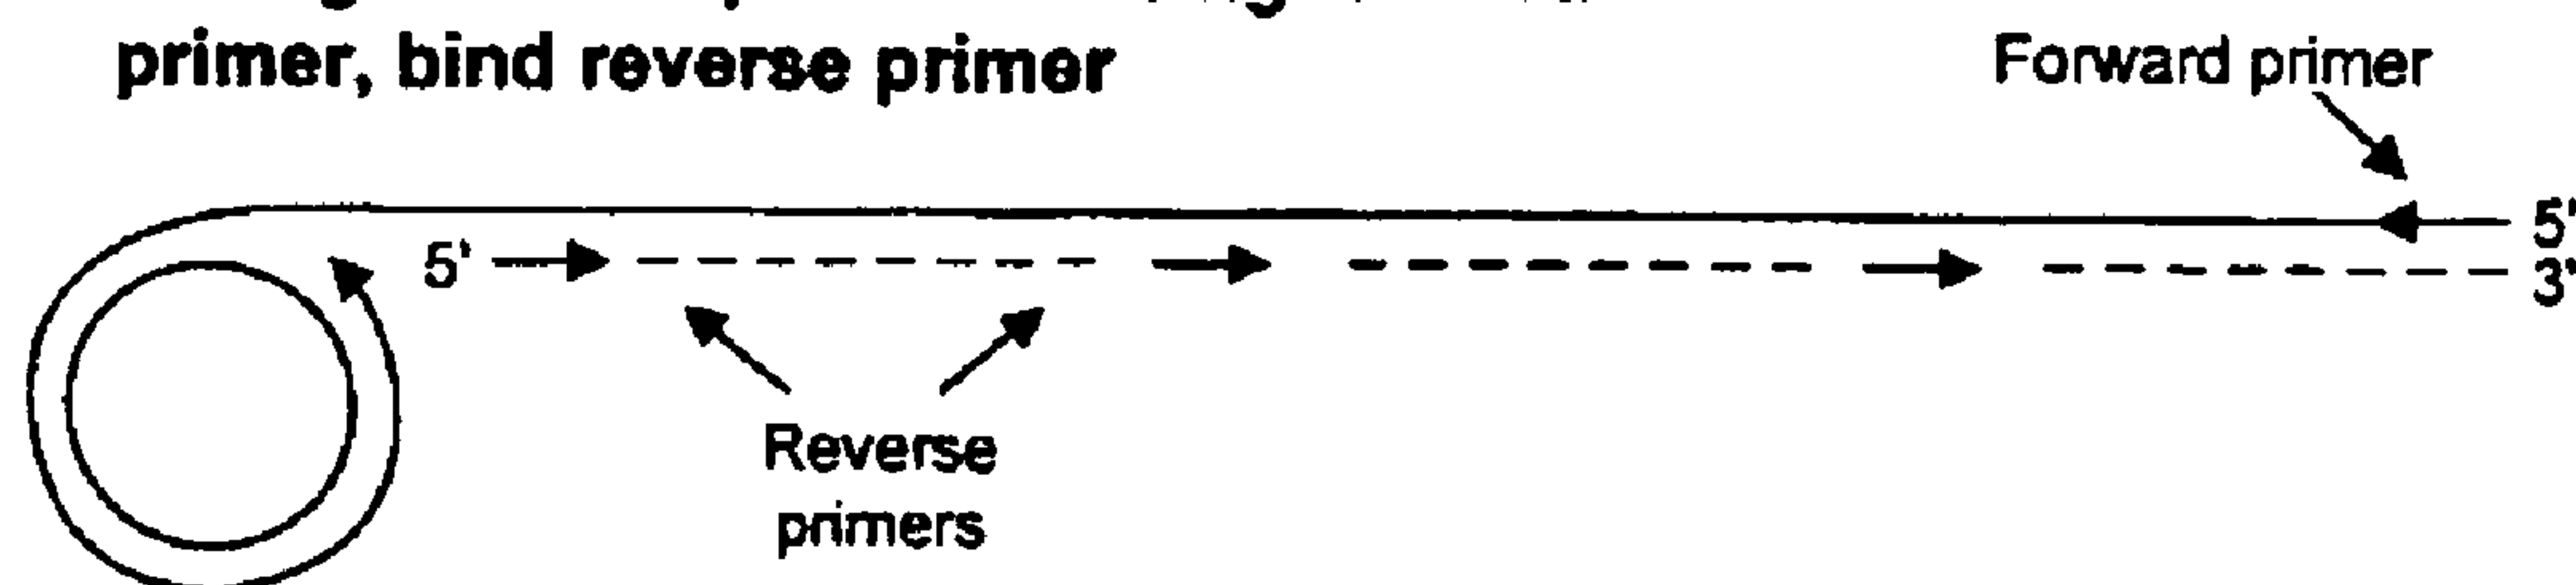 primer, bind reverse primer
Forward primer
5'
5'
3'
Reverse
primers